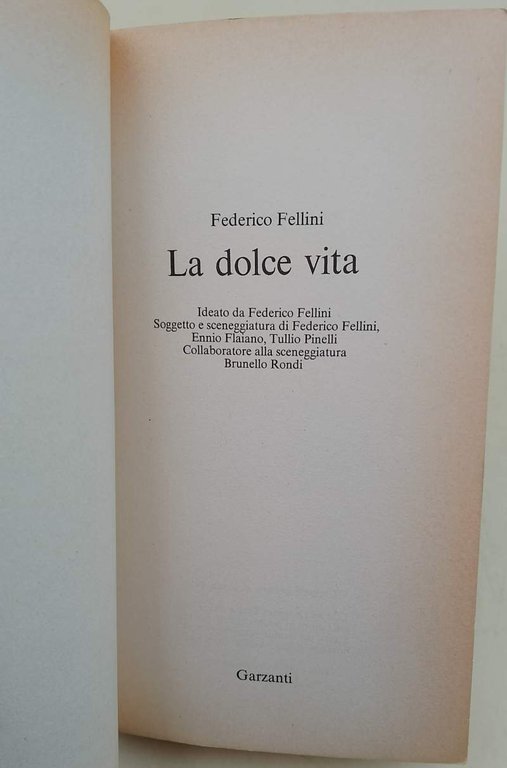 Federico Fellini
La dolce vita
Ideato da Federico Fellini
Soggetto e sceneggiatura di Federico Fellini,
Ennio Flaiano, Tullio Pinelli
Collaboratore alla sceneggiatura
Brunello Rondi
Garzanti